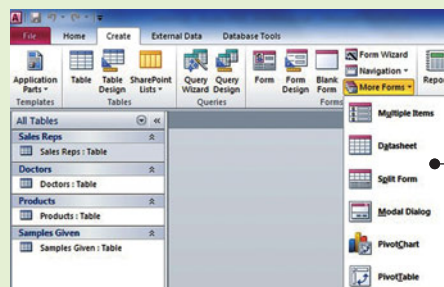 File Home Create External Data Database Tools
Application Parts Table Table Design SharePoint Lists Query Wizard Query Design Form Form Design Blank Form Form Wizard
Navigation
More Forms
Templates Tables Queries Forms
All Tables
Sales Reps
Sales Reps : Table
Doctors
Doctors : Table
Products
Products : Table
Samples Given
Samples Given : Table
Multiple Items
Datasheet
Split Form
Modal Dialog
PivotChart
PivotTable